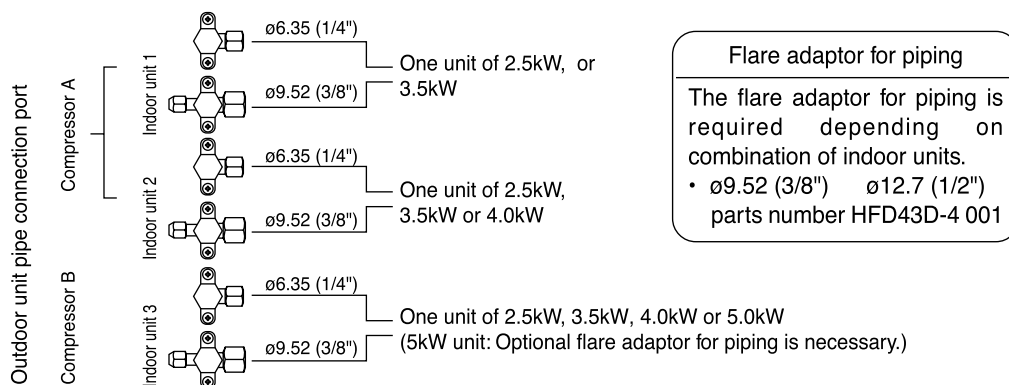 Outdoor unit pipe connection port
Compressor A
Compressor B
Indoor unit 1
Indoor unit 2
Indoor unit 3
ø6.35 (1/4")
ø9.52 (3/8")
One unit of 2.5kW, or
3.5kW
ø6.35 (1/4")
ø9.52 (3/8")
One unit of 2.5kW,
3.5kW or 4.0kW
ø6.35 (1/4")
ø9.52 (3/8")
One unit of 2.5kW, 3.5kW, 4.0kW or 5.0kW
(5kW unit: Optional flare adaptor for piping is necessary.)
Flare adaptor for piping
The flare adaptor for piping is
required depending on
combination of indoor units.
• ø9.52 (3/8") ø12.7 (1/2")
parts number HFD43D-4 001